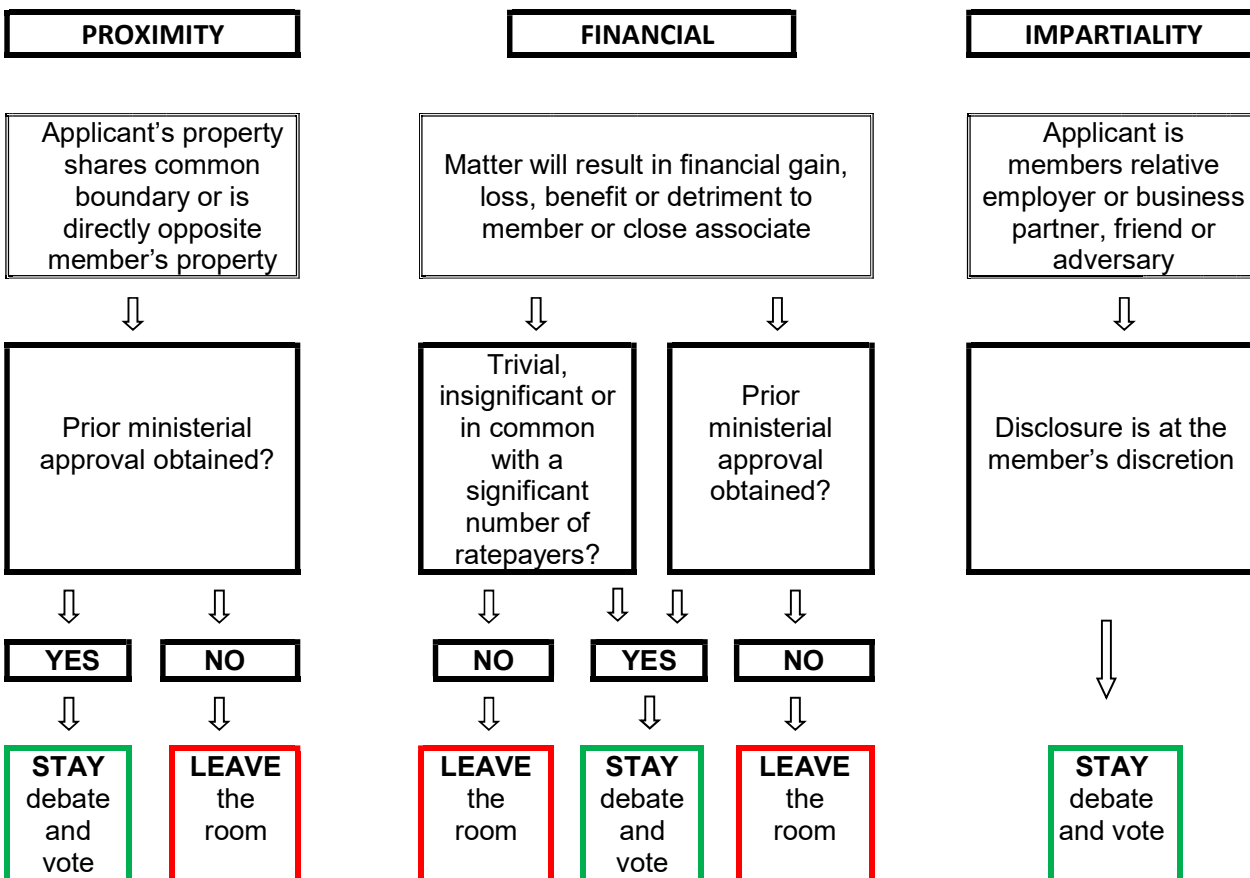 PROXIMITY
FINANCIAL
IMPARTIALITY
Applicant's property
shares common
boundary or is
directly opposite
member's property
Matter will result in financial gain,
loss, benefit or detriment to
member or close associate
Applicant is
members relative
employer or business
partner, friend or
adversary
Prior ministerial
approval obtained?
Trivial,
insignificant or
in common
with a
significant
number of
ratepayers?
Prior
ministerial
approval
obtained?
Disclosure is at the
member's discretion
YES
NO
NO
YES
NO
STAY
debate
and
vote
LEAVE
the
room
LEAVE
the
room
STAY
debate
and
vote
LEAVE
the
room
STAY
debate
and vote